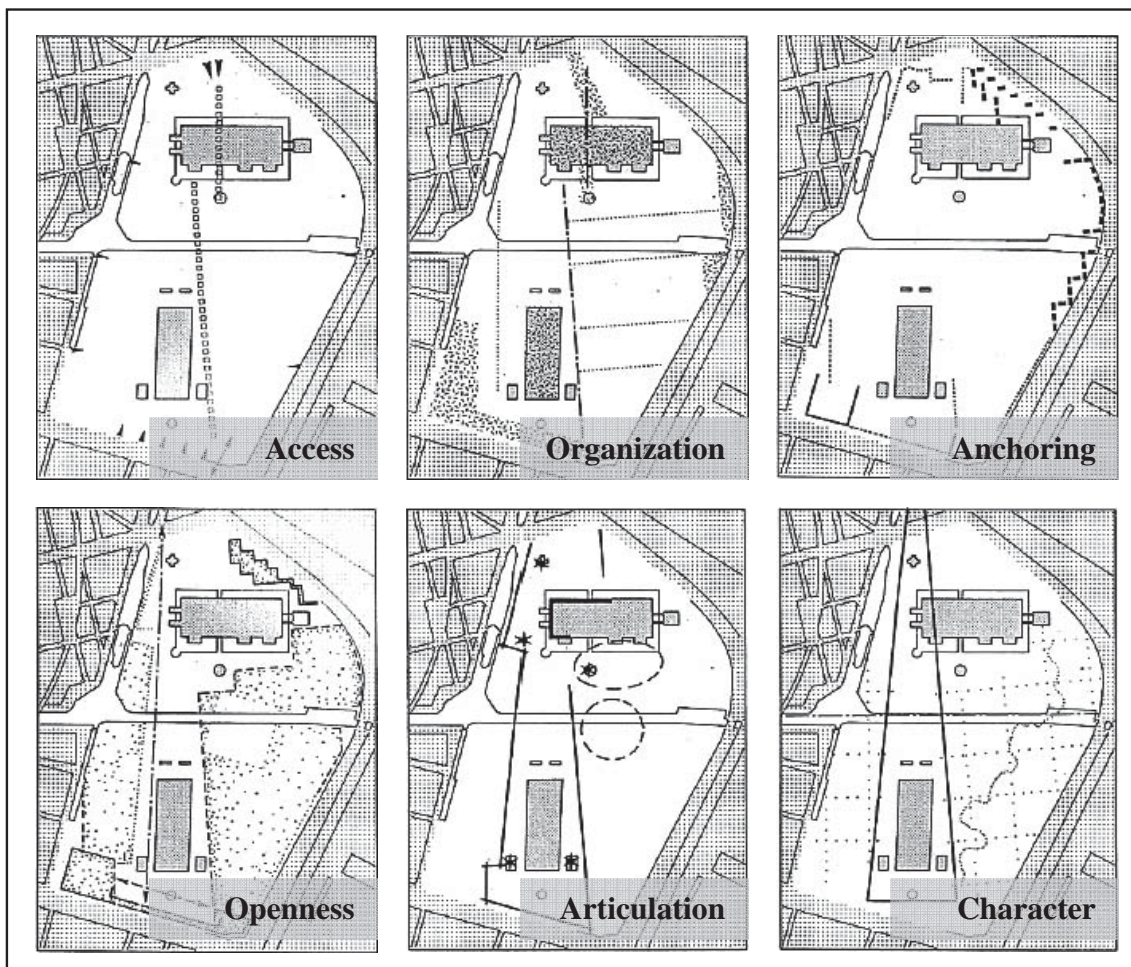 Access
Organization
Anchoring
Openness
Articulation
Character